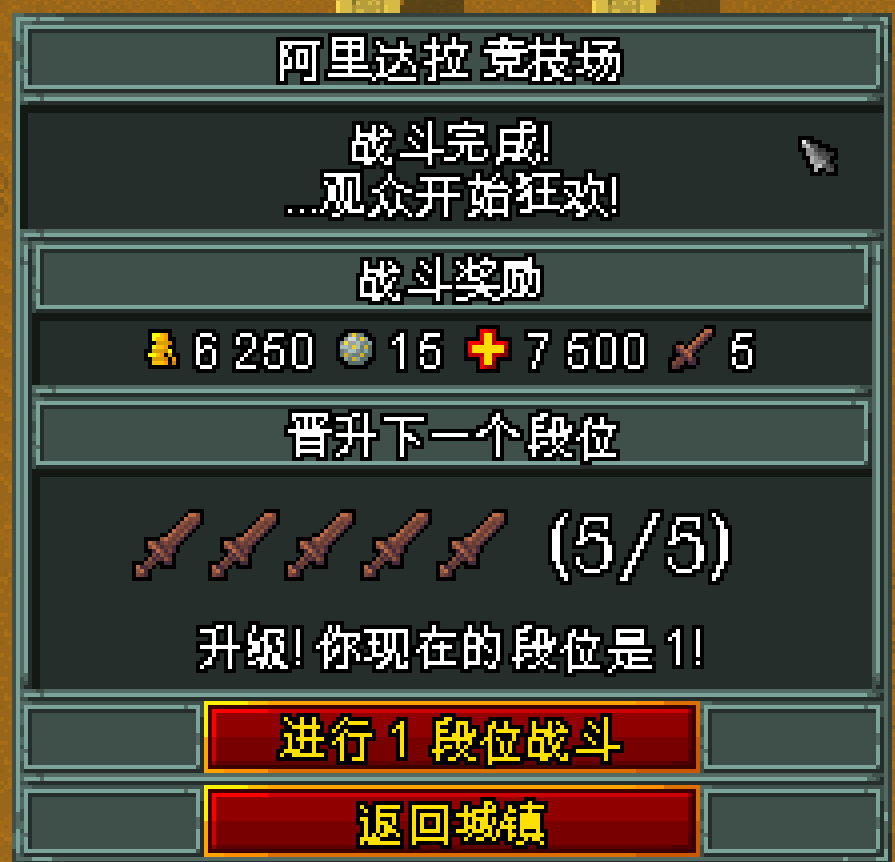 阿里达拉 竞技场
战斗完成!
...观众开始狂欢!
战斗奖励
6 250 15 7 500 5
晋升下一个段位
(5/5)
升级! 你现在的段位是 1!
进行 1 段位战斗
返回城镇